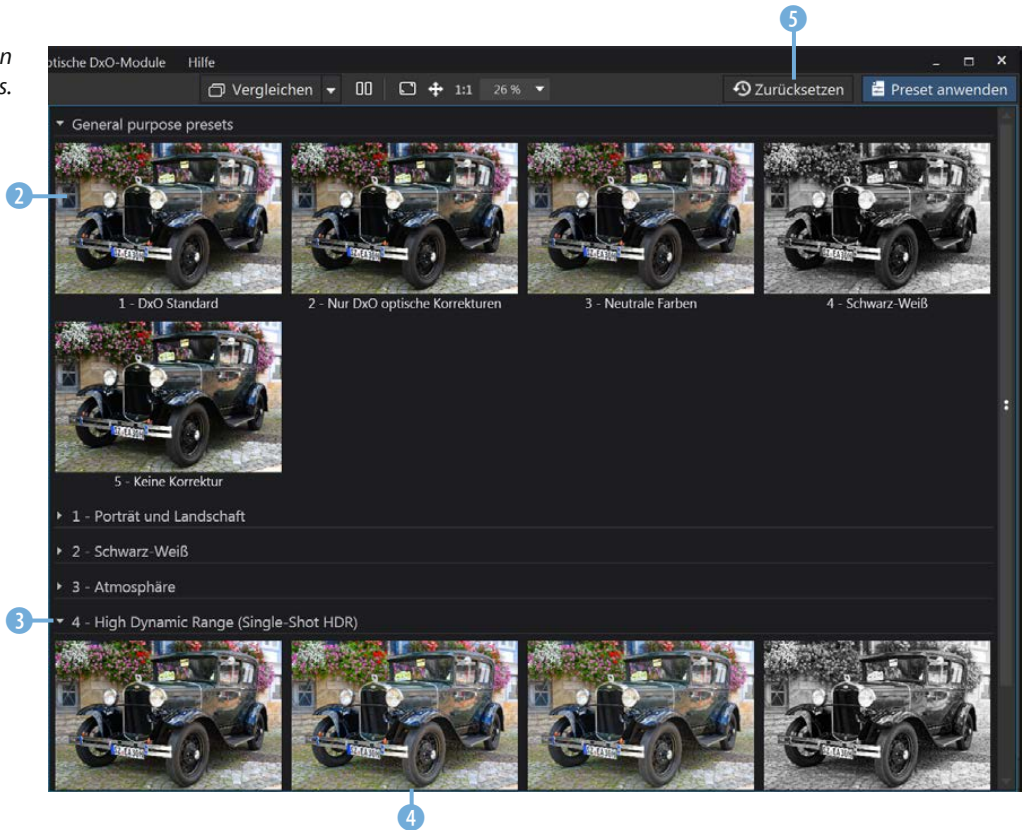 5
n
s.
ptische DxO-Module Hilfe
Vergleichen 1:1 26 % Zurücksetzen Preset anwenden
General purpose presets
2
1 - DxO Standard 2 - Nur DxO optische Korrekturen 3 - Neutrale Farben 4 - Schwarz-Weiß
5 - Keine Korrektur
1 - Porträt und Landschaft
2 - Schwarz-Weiß
3 - Atmosphäre
3
4 - High Dynamic Range (Single-Shot HDR)
4